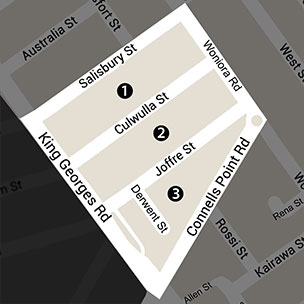 Australia St
West
Salisbury St
Woniora Rd
1
Culwulla St
2
King Georges Rd
Joffre St
3
Derwent St
Connells Point Rd
n St
Rena St
Rossi St
Kairawa St
Allen St